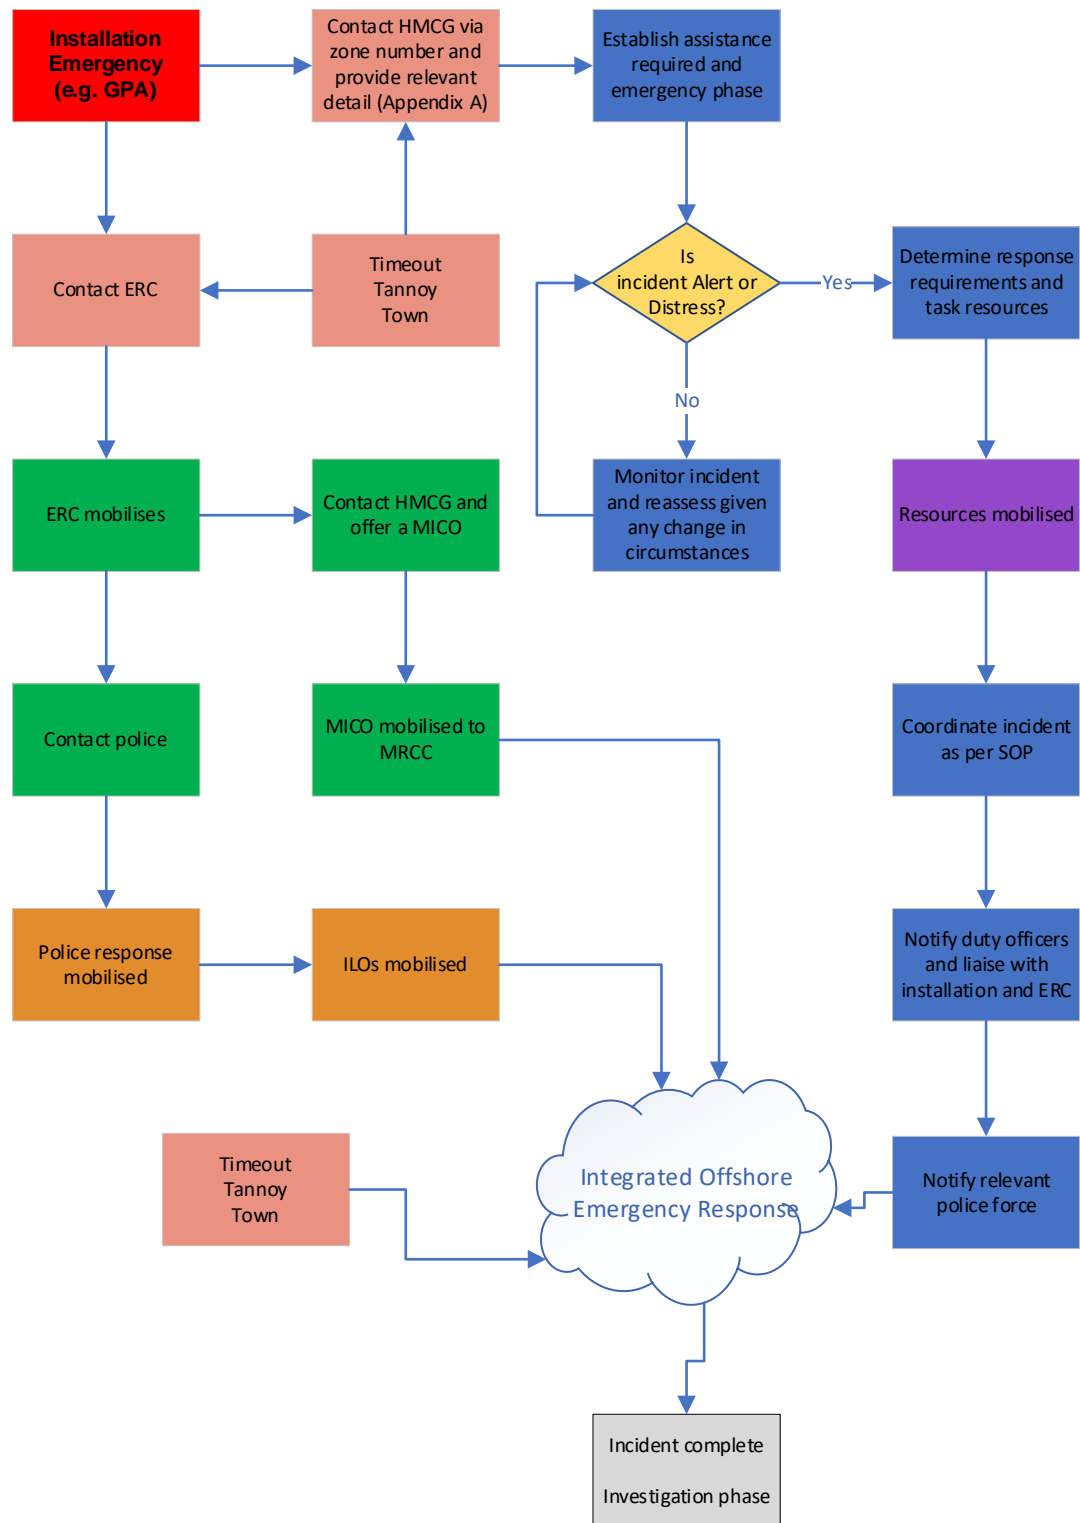 Installation
Emergency
(e.g. GPA)
Contact HMCG via
zone number and
provide relevant
detail (Appendix A)
Establish assistance
required and
emergency phase
Contact ERC
Timeout
Tannoy
Town
Is
incident Alert or
Distress?
Yes
Determine response
requirements and
task resources
No
ERC mobilises
Contact HMCG and
offer a MICO
Monitor incident
and reassess given
any change in
circumstances
Resources mobilised
Contact police
MICO mobilised to
MRCC
Coordinate incident
as per SOP
Police response
mobilised
ILOs mobilised
Notify duty officers
and liaise with
installation and ERC
Timeout
Tannoy
Town
Integrated Offshore
Emergency Response
Notify relevant
police force
Incident complete
Investigation phase